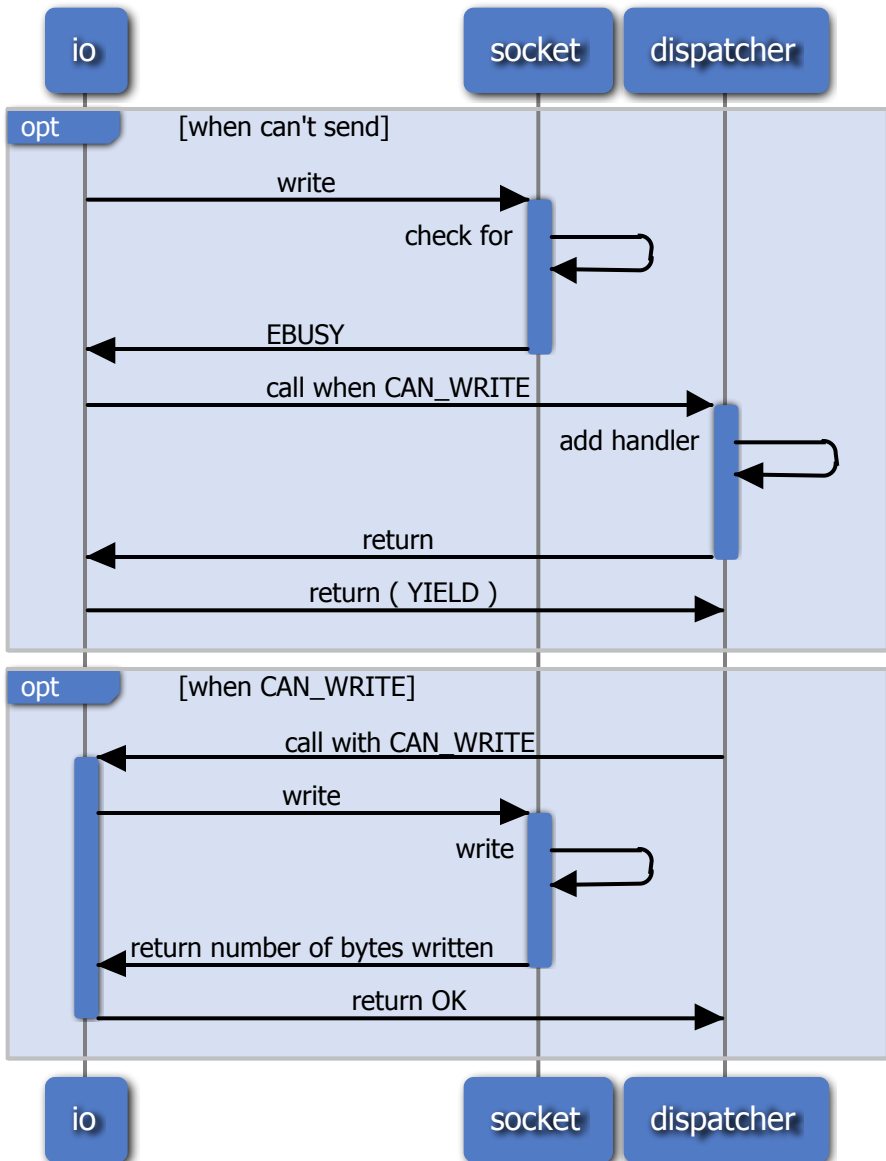 io
socket
dispatcher
opt
[when can't send]
write
check for
EBUSY
call when CAN_WRITE
add handler
return
return ( YIELD )
opt
[when CAN_WRITE]
call with CAN_WRITE
write
write
return number of bytes written
return OK
io
socket
dispatcher